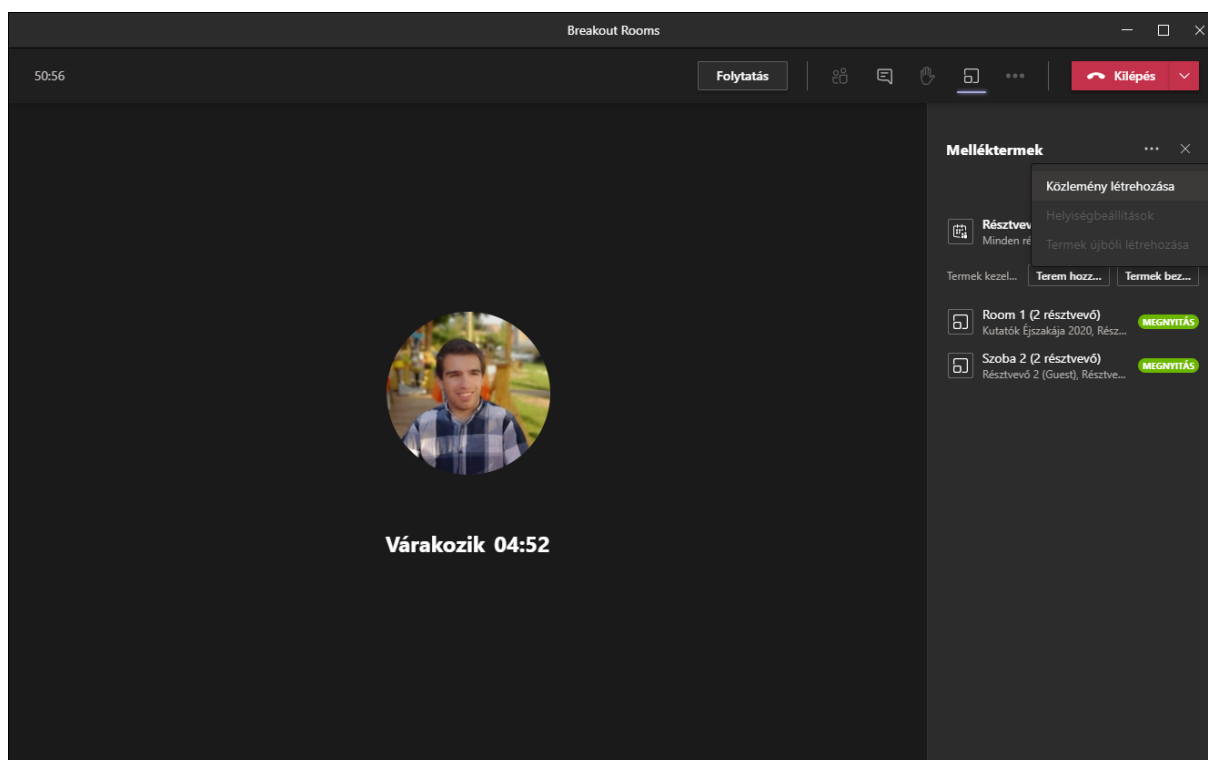 Breakout Rooms
50:56
Folytatás
Kilépés
Melléktermek
Közlemény létrehozása
Helyiségbeállítások
Termek újbóli létrehozása
Résztvev
Minden ré
Termek kezel...
Terem hozz...
Termek bez...
Room 1 (2 résztvevő)
Kutatók Éjszakája 2020, Rész...
MEGNYITÁS
Szoba 2 (2 résztvevő)
Résztvevő 2 (Guest), Résztve...
MEGNYITÁS
Várakozik 04:52